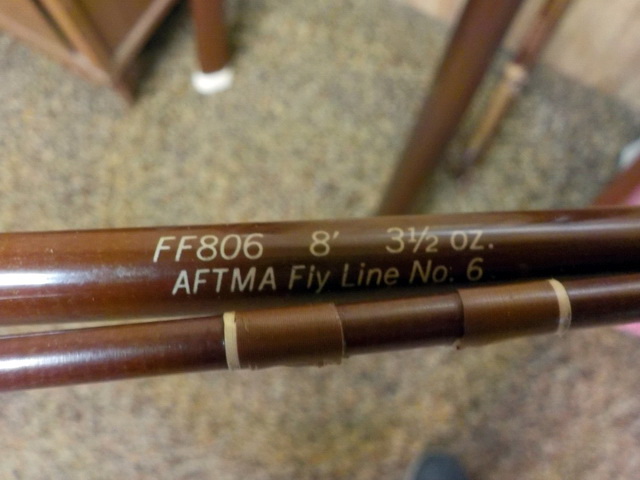 FF806 8' 3½ oz.
AFTMA Fly Line No. 6